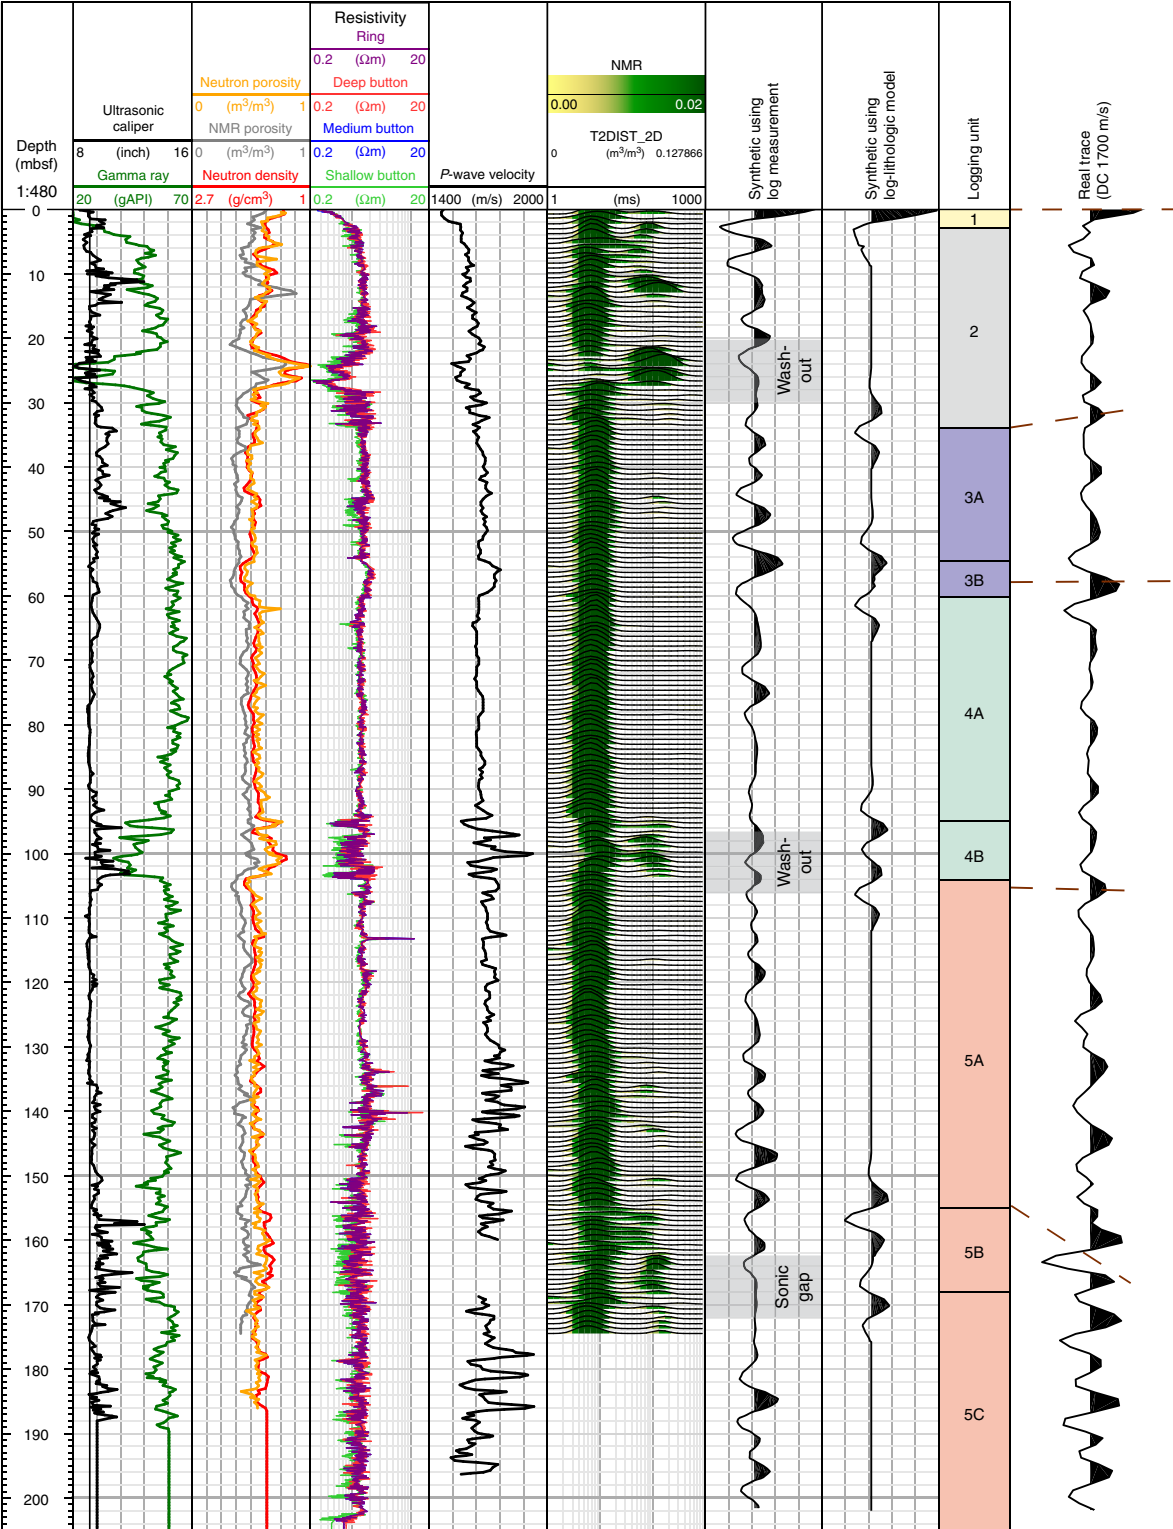 Depth
(mbsf)
1:480
Ultrasonic
caliper
8 (inch) 16
Gamma ray
20 (gAPI) 70
Neutron porosity
0 (m³/m³) 1
NMR porosity
0 (m³/m³) 1
Neutron density
2.7 (g/cm³) 1
Resistivity
Ring
0.2 (Ωm) 20
Deep button
0.2 (Ωm) 20
Medium button
0.2 (Ωm) 20
Shallow button
0.2 (Ωm) 20
P-wave velocity
1400 (m/s) 2000
NMR
0.00 0.02
T2DIST_2D
0 (m³/m³) 0.127866
1 (ms) 1000
Synthetic using
log measurement
Synthetic using
log-lithologic model
Logging unit
Real trace
(DC 1700 m/s)
0
10
20
30
40
50
60
70
80
90
100
110
120
130
140
150
160
170
180
190
200
Wash-
out
Wash-
out
Sonic
gap
1
2
3A
3B
4A
4B
5A
5B
5C